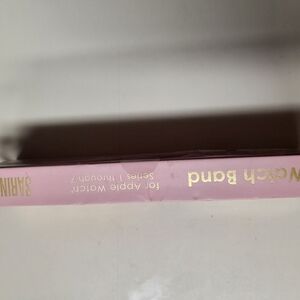 Watch Band
for Apple Watch®
Series 1 through 7